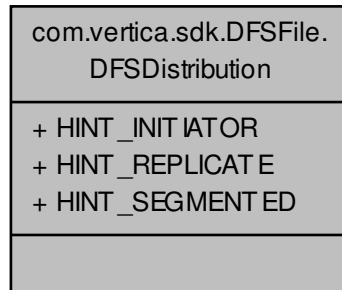 com.vertica.sdk.DFSFile.
DFSDistribution
+ HINT_INITIATOR
+ HINT_REPLICATE
+ HINT_SEGMENTED